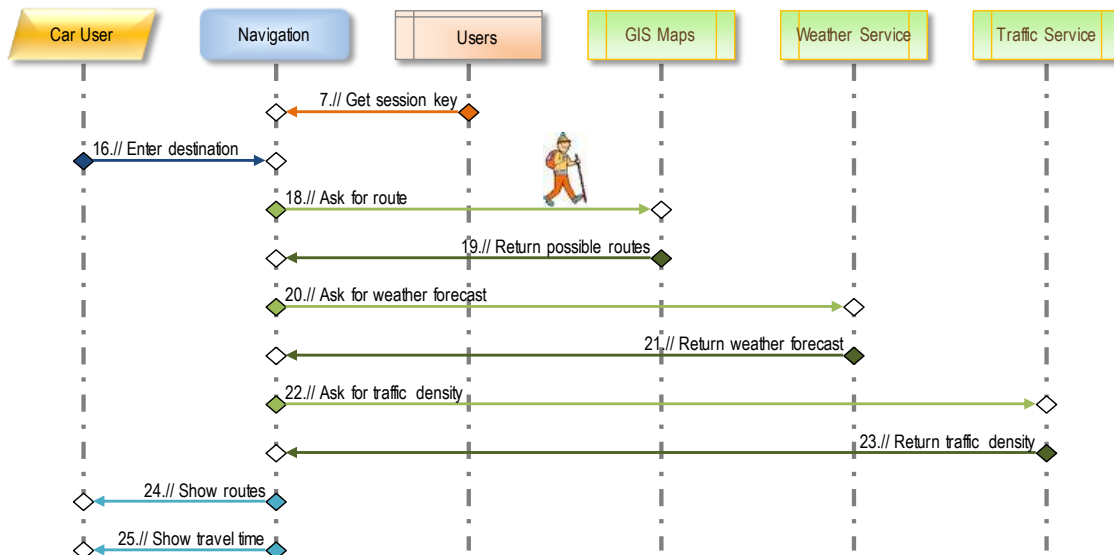 Car User
Navigation
Users
GIS Maps
Weather Service
Traffic Service
7.// Get session key
16.// Enter destination
18.// Ask for route
19.// Return possible routes
20.// Ask for weather forecast
21.// Return weather forecast
22.// Ask for traffic density
23.// Return traffic density
24.// Show routes
25.// Show travel time